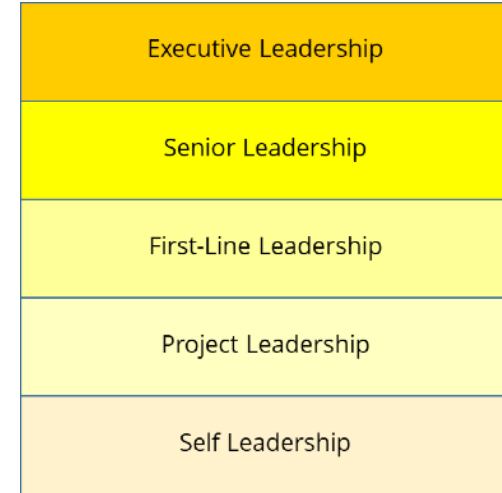 Executive Leadership
Senior Leadership
First-Line Leadership
Project Leadership
Self Leadership